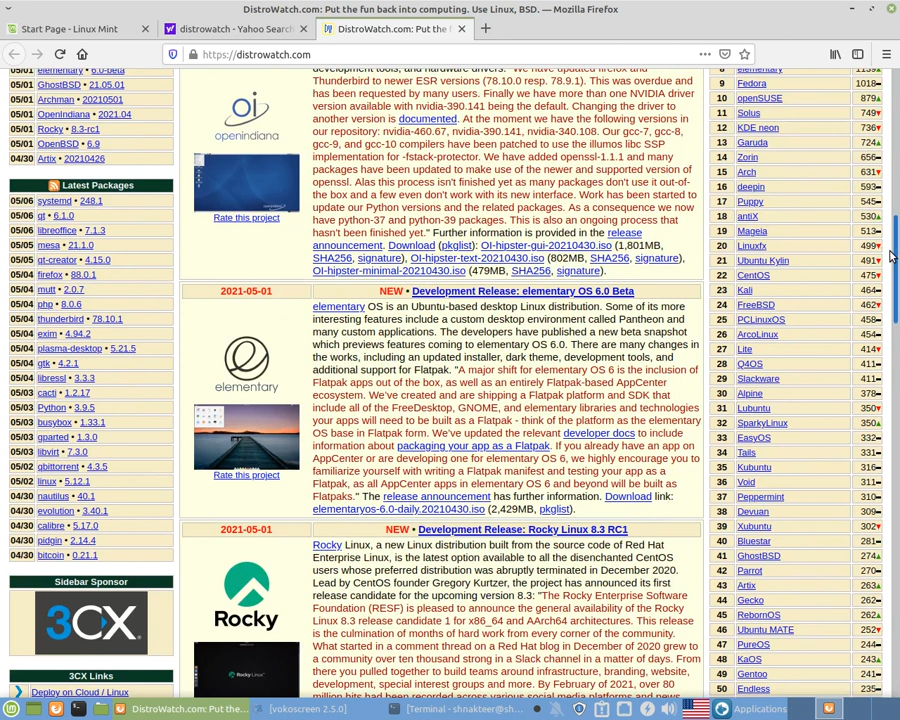 DistroWatch.com: Put the fun back into computing. Use Linux, BSD. — Mozilla Firefox
Start Page - Linux Mint
distrowatch - Yahoo Searc
DistroWatch.com: Put the f
https://distrowatch.com
05/01 elementary • 6.0-beta
05/01 GhostBSD • 21.05.01
05/01 Archman • 20210501
05/01 OpenIndiana • 2021.04
05/01 Rocky • 8.3-rc1
05/01 OpenBSD • 6.9
04/30 Artix • 20210426
Latest Packages
05/06 systemd • 248.1
05/06 qt • 6.1.0
05/06 libreoffice • 7.1.3
05/05 mesa • 21.1.0
05/05 qt-creator • 4.15.0
05/04 firefox • 88.0.1
05/04 mutt • 2.0.7
05/04 php • 8.0.6
05/04 thunderbird • 78.10.1
05/04 exim • 4.94.2
05/04 plasma-desktop • 5.21.5
05/04 gtk • 4.2.1
05/04 libressl • 3.3.3
05/03 cacti • 1.2.17
05/03 Python • 3.9.5
05/03 busybox • 1.33.1
05/03 gparted • 1.3.0
05/03 libvirt • 7.3.0
05/02 qbittorrent • 4.3.5
05/02 linux • 5.12.1
04/30 nautilus • 40.1
04/30 evolution • 3.40.1
04/30 calibre • 5.17.0
04/30 pidgin • 2.14.4
04/30 bitcoin • 0.21.1
Sidebar Sponsor
3CX
3CX Links
Deploy on Cloud / Linux
oi
openindiana
Rate this project
development tools, and hardware drivers. "We have updated firefox and
Thunderbird to newer ESR versions (78.10.0 resp. 78.9.1). This was overdue and
has been requested by many users. Finally we have more than one NVIDIA driver
version available with nvidia-390.141 being the default. Changing the driver to
another version is documented. At the moment we have the following versions in
our repository: nvidia-460.67, nvidia-390.141, nvidia-340.108. Our gcc-7, gcc-8,
gcc-9, and gcc-10 compilers have been patched to use the illumos libc SSP
implementation for -fstack-protector. We have added openssl-1.1.1 and many
packages have been updated to make use of the newer and supported version of
openssl. Alas this process isn't finished yet as many packages don't use it out-of-
the box and a few even don't work with its new interface. Work has been started
to update our Python versions and the related packages. As a consequence we now
have python-37 and python-39 packages. This is also an ongoing process that
hasn't been finished yet." Further information is provided in the release
announcement. Download (pkglist): OI-hipster-gui-20210430.iso (1,801MB,
SHA256, signature), OI-hipster-text-20210430.iso (802MB, SHA256, signature),
OI-hipster-minimal-20210430.iso (479MB, SHA256, signature).
2021-05-01
NEW • Development Release: elementary OS 6.0 Beta
elementary
Rate this project
elementary OS is an Ubuntu-based desktop Linux distribution. Some of its more
interesting features include a custom desktop environment called Pantheon and
many custom applications. The developers have published a new beta snapshot
which previews features coming to elementary OS 6.0. There are many changes in
the works, including an updated installer, dark theme, development tools, and
additional support for Flatpak. "A major shift for elementary OS 6 is the inclusion of
Flatpak apps out of the box, as well as an entirely Flatpak-based AppCenter
ecosystem. We've created and are shipping a Flatpak platform and SDK that
include all of the FreeDesktop, GNOME, and elementary libraries and technologies
your apps will need to be built as a Flatpak - think of the platform as the elementary
OS base in Flatpak form. We've updated the relevant developer docs to include
information about packaging your app as a Flatpak. If you already have an app on
AppCenter or are developing one for elementary OS 6, we highly encourage you to
familiarize yourself with writing a Flatpak manifest and testing your app as a
Flatpak, as all AppCenter apps in elementary OS 6 and beyond will be built as
Flatpaks." The release announcement has further information. Download link:
elementaryos-6.0-daily.20210430.iso (2,429MB, pkglist).
2021-05-01
NEW • Development Release: Rocky Linux 8.3 RC1
Rocky
Rocky Linux
Rocky Linux, a new Linux distribution built from the source code of Red Hat
Enterprise Linux, is the latest option available to all the disenchanted CentOS
users whose preferred distribution was abruptly terminated in December 2020.
Lead by CentOS founder Gregory Kurtzer, the project has announced its first
release candidate for the upcoming version 8.3: "The Rocky Enterprise Software
Foundation (RESF) is pleased to announce the general availability of the Rocky
Linux 8.3 release candidate 1 for x86_64 and AArch64 architectures. This release
is the culmination of months of hard work from every corner of the community.
What started in a comment thread on a Red Hat blog in December of 2020 grew to
a community over ten thousand strong in a Slack channel in a matter of days. From
there you pulled together to build teams around infrastructure, branding, website,
development, special interest groups and more. By February of 2021, over 80
million hits had been recorded across various social media platforms and news
8 elementary 1139
9 Fedora 1018
10 openSUSE 879
11 Solus 749
12 KDE neon 736
13 Garuda 724
14 Zorin 656
15 Arch 631
16 deepin 593
17 Puppy 545
18 antiX 530
19 Mageia 513
20 Linuxfx 499
21 Ubuntu Kylin 491
22 CentOS 475
23 Kali 464
24 FreeBSD 462
25 PCLinuxOS 458
26 ArcoLinux 454
27 Lite 414
28 Q4OS 411
29 Slackware 411
30 Alpine 378
31 Lubuntu 350
32 SparkyLinux 350
33 EasyOS 332
34 Tails 331
35 Kubuntu 316
36 Void 311
37 Peppermint 310
38 Devuan 309
39 Xubuntu 302
40 Bluestar 281
41 GhostBSD 274
42 Parrot 270
43 Artix 263
44 Gecko 262
45 RebornOS 262
46 Ubuntu MATE 252
47 PureOS 244
48 KaOS 243
49 Gentoo 241
50 Endless 235
DistroWatch.com: Put the...
[vokoscreen 2.5.0]
[Terminal - shnakteer@sh...
Applications